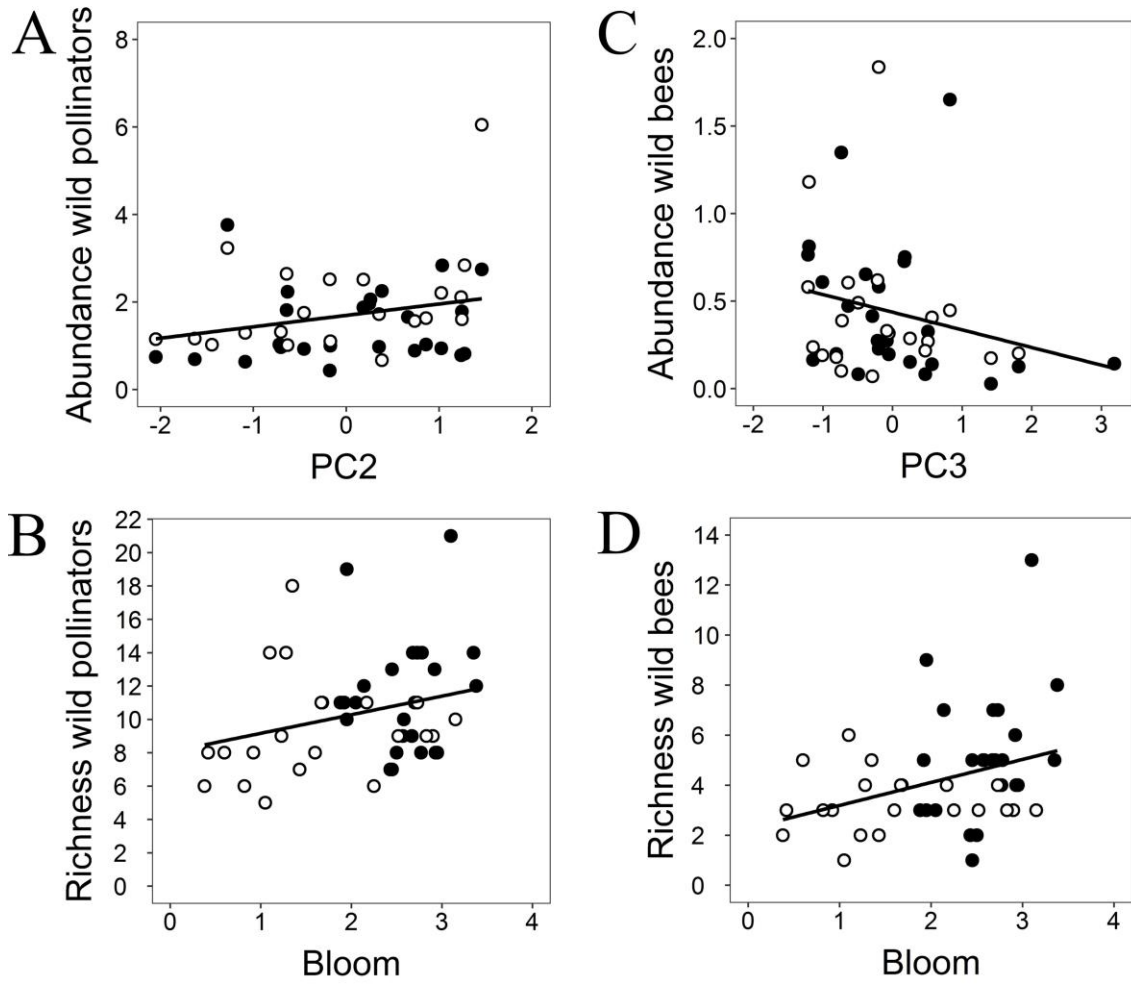 A
Abundance wild pollinators
8
6
4
2
0
-2 -1 0 1 2
PC2
C
Abundance wild bees
2.0
1.5
1.0
0.5
0.0
-2 -1 0 1 2 3
PC3
B
Richness wild pollinators
22
20
18
16
14
12
10
8
6
4
2
0
0 1 2 3 4
Bloom
D
Richness wild bees
14
12
10
8
6
4
2
0
0 1 2 3 4
Bloom